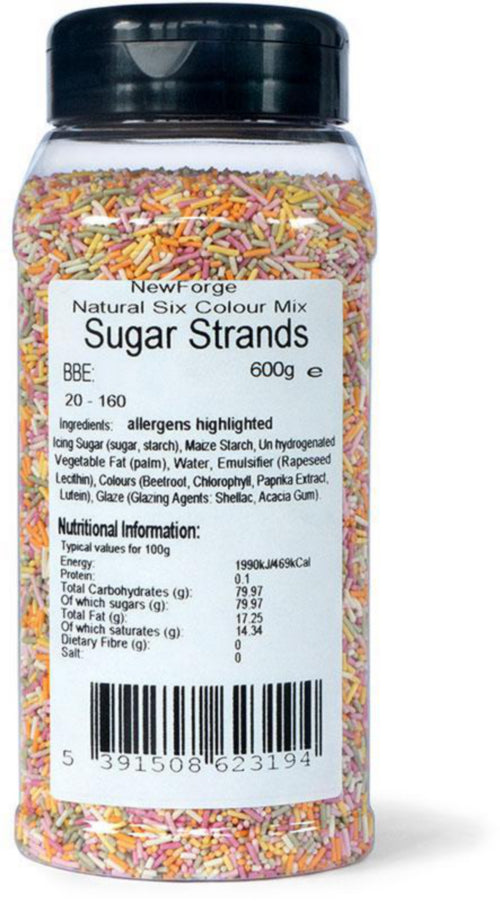 NewForge
Natural Six Colour Mix
Sugar Strands
BBE: 600g e
20 - 160
Ingredients: allergens highlighted
Icing Sugar (sugar, starch), Maize Starch, Un hydrogenated
Vegetable Fat (palm), Water, Emulsifier (Rapeseed
Lecithin), Colours (Beetroot, Chlorophyll, Paprika Extract,
Lutein), Glaze (Glazing Agents: Shellac, Acacia Gum).
Nutritional Information:
Typical values for 100g
Energy: 1990kJ/469kCal
Protein: 0.1
Total Carbohydrates (g): 79.97
Of which sugars (g): 79.97
Total Fat (g): 17.25
Of which saturates (g): 14.34
Dietary Fibre (g): 0
Salt: 0
5 391508 623194